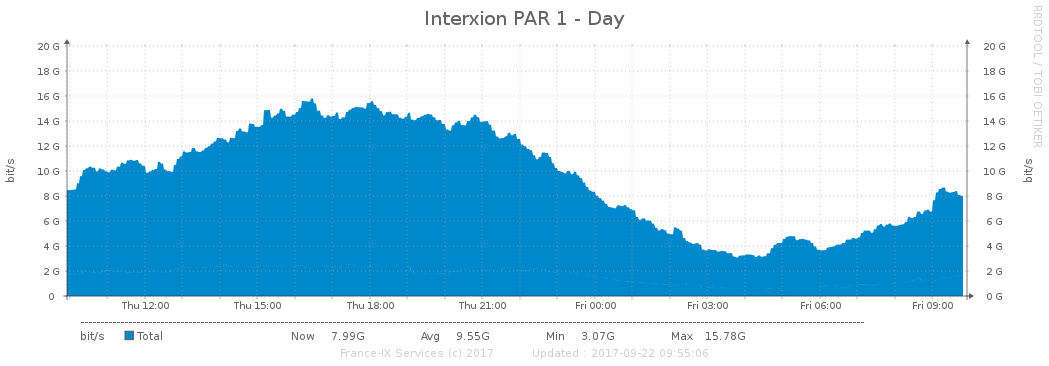 Interxion PAR 1 - Day
RRDTOOL / TOBI OETIKER
bit/s
bit/s
20 G 20 G
18 G 18 G
16 G 16 G
14 G 14 G
12 G 12 G
10 G 10 G
8 G 8 G
6 G 6 G
4 G 4 G
2 G 2 G
0 0 G
Thu 12:00 Thu 15:00 Thu 18:00 Thu 21:00 Fri 00:00 Fri 03:00 Fri 06:00 Fri 09:00
bit/s Total Now 7.99G Avg 9.55G Min 3.07G Max 15.78G
France-IX Services (c) 2017 Updated : 2017-09-22 09:55:06